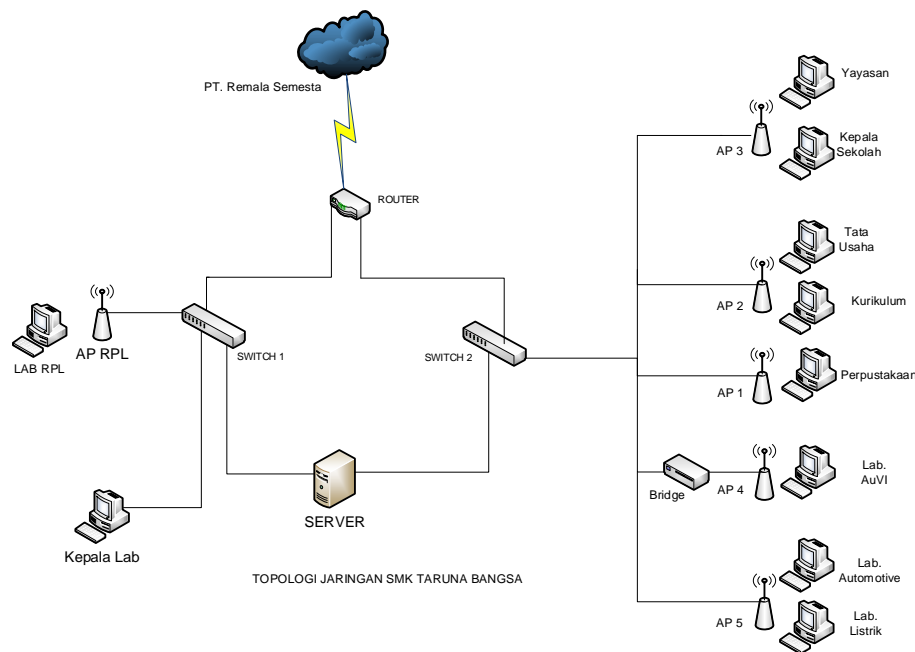 PT. Remala Semesta
ROUTER
Yayasan
AP 3
Kepala
Sekolah
Tata
Usaha
AP 2
Kurikulum
LAB RPL
AP RPL
SWITCH 1
SWITCH 2
AP 1
Perpustakaan
Bridge
AP 4
Lab.
AuVI
SERVER
Kepala Lab
TOPOLOGI JARINGAN SMK TARUNA BANGSA
Lab.
Automotive
AP 5
Lab.
Listrik